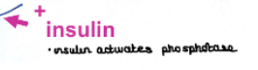 +
insulin
• insulin activates phosphatase